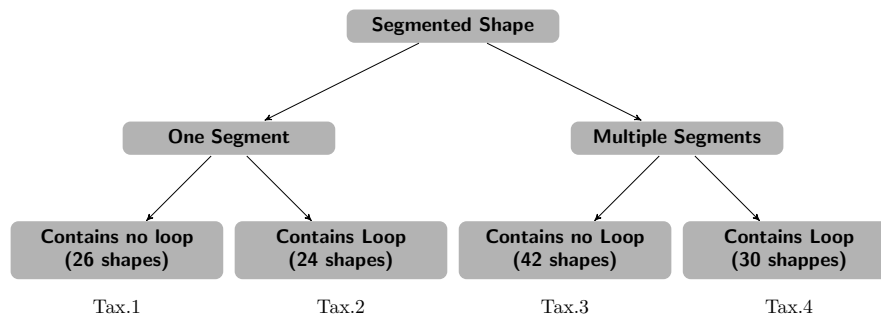 Segmented Shape
One Segment
Multiple Segments
Contains no loop
(26 shapes)
Contains Loop
(24 shapes)
Contains no Loop
(42 shapes)
Contains Loop
(30 shappes)
Tax.1
Tax.2
Tax.3
Tax.4